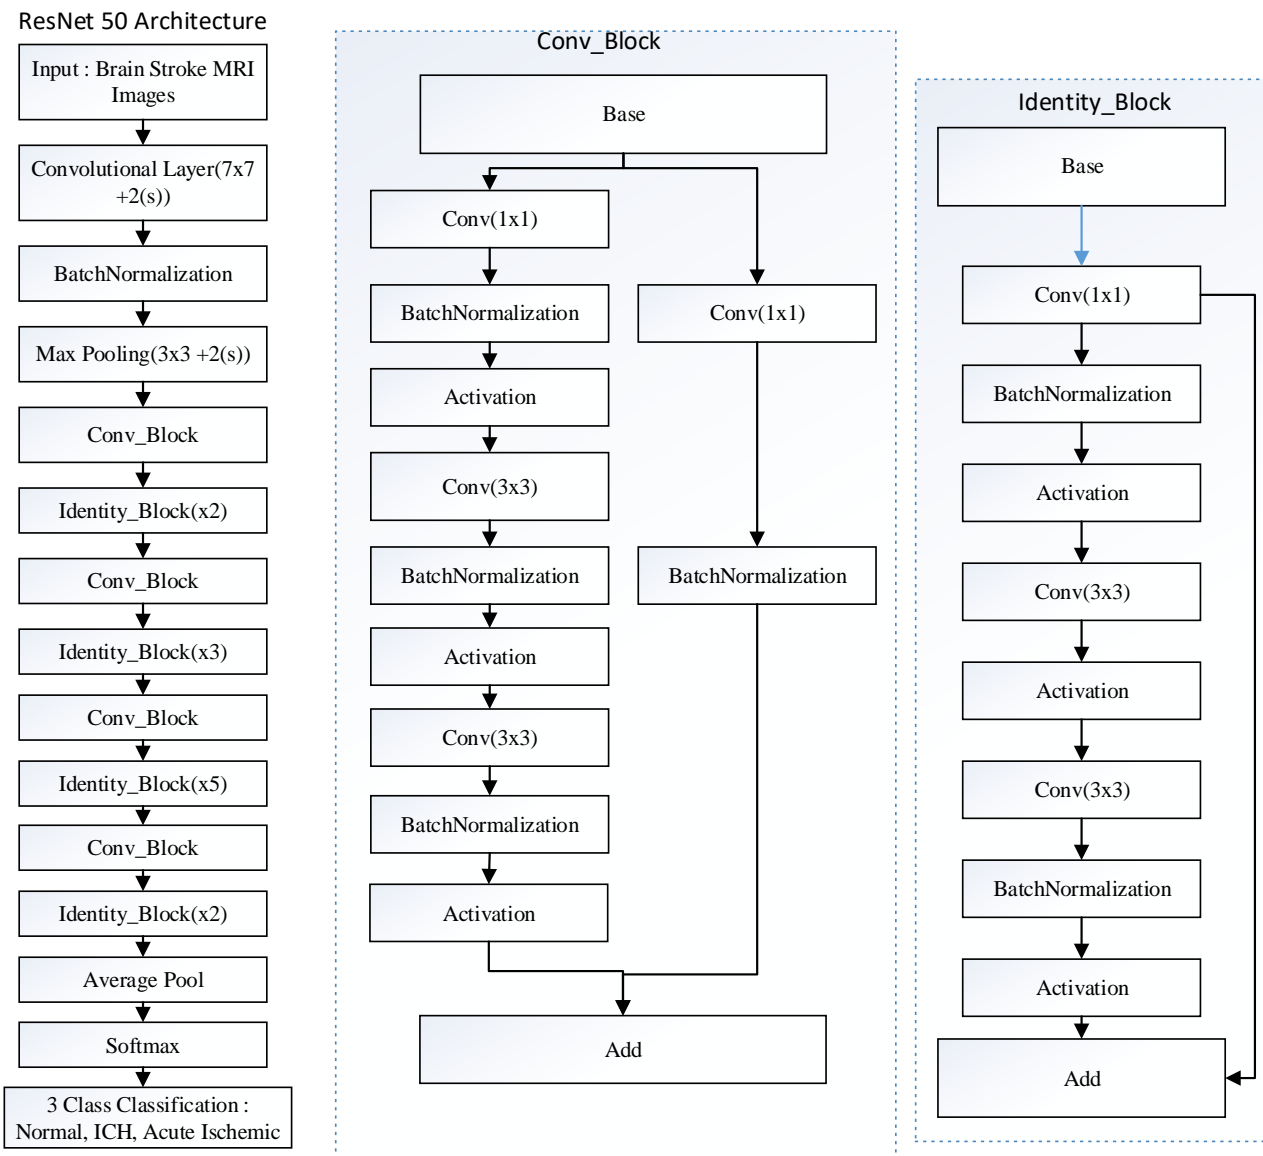 ResNet 50 Architecture
Input : Brain Stroke MRI
Images
Convolutional Layer(7x7
+2(s))
BatchNormalization
Max Pooling(3x3 +2(s))
Conv_Block
Identity_Block(x2)
Conv_Block
Identity_Block(x3)
Conv_Block
Identity_Block(x5)
Conv_Block
Identity_Block(x2)
Average Pool
Softmax
3 Class Classification :
Normal, ICH, Acute Ischemic
Conv_Block
Base
Conv(1x1)
BatchNormalization
Activation
Conv(3x3)
BatchNormalization
Activation
Conv(3x3)
BatchNormalization
Activation
Conv(1x1)
BatchNormalization
Add
Identity_Block
Base
Conv(1x1)
BatchNormalization
Activation
Conv(3x3)
Activation
Conv(3x3)
BatchNormalization
Activation
Add